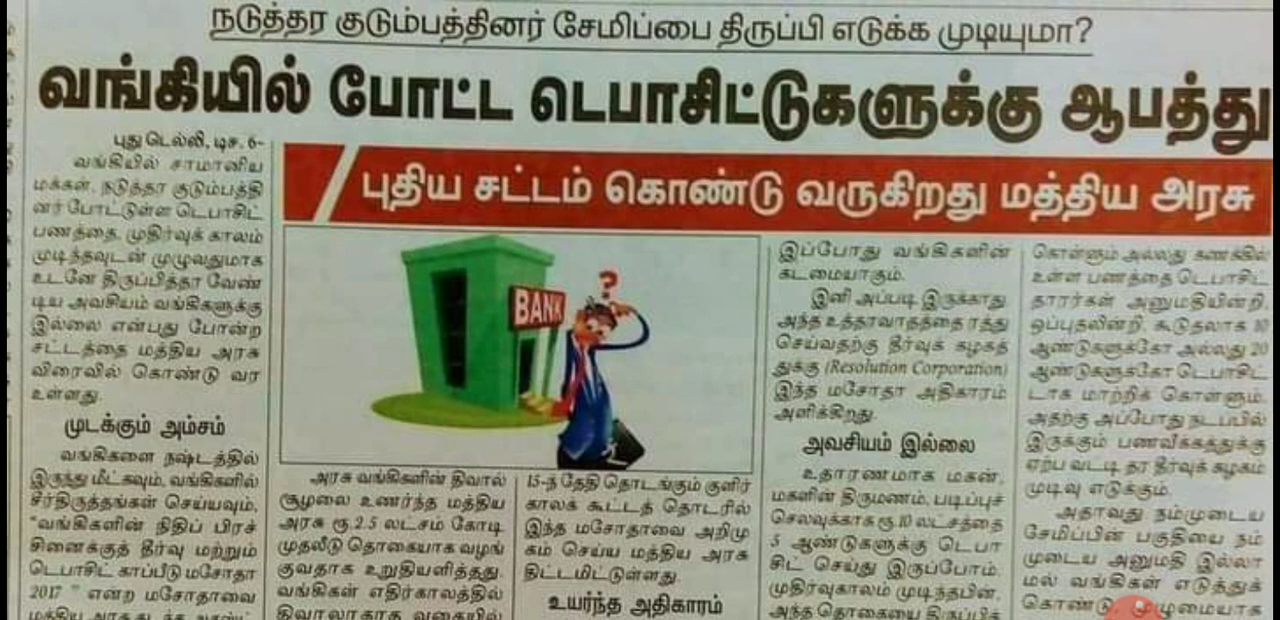 நடுத்தர குடும்பத்தினர் சேமிப்பை திருப்பி எடுக்க முடியுமா?
வங்கியில் போட்ட டெபாசிட்டுகளுக்கு ஆபத்து
புதிய சட்டம் கொண்டு வருகிறது மத்திய அரசு
புது டெல்லி, டிச. 6-
வங்கியில் சாமானிய
மக்கள், நடுத்தர குடும்பத்தி
னர் போட்டுள்ள டெபாசிட்
பணத்தை, முதிர்வுக் காலம்
முடிந்தவுடன் முழுவதுமாக
உடனே திருப்பித்தர வேண்
டிய அவசியம் வங்கிகளுக்கு
இல்லை என்பது போன்ற
சட்டத்தை மத்திய அரசு
விரைவில் கொண்டு வர
உள்ளது.
முடக்கும் அம்சம்
வங்கிகளை நஷ்டத்தில்
இருந்து மீட்கவும், வங்கிகளில்
சீர்திருத்தங்கள் செய்யவும்,
"வங்கிகளின் நிதிப் பிரச்
சினைக்குத் தீர்வு மற்றும்
டெபாசிட் காப்பீடு மசோதா
2017 " என்ற மசோதாவை
மத்திய அரசு
BANK
?
அரசு வங்கிகளின் திவால்
சூழலை உணர்ந்த மத்திய
அரசு ரூ.2.5 லட்சம் கோடி
முதலீடு தொகையாக வழங்
குவதாக உறுதியளித்தது.
வங்கிகள் எதிர்காலத்தில்
திவாலாகாத வகையில்
15-ந் தேதி தொடங்கும் குளிர்
காலக் கூட்டத் தொடரில்
இந்த மசோதாவை அறிமு
கம் செய்ய மத்திய அரசு
திட்டமிட்டுள்ளது.
உயர்ந்த அதிகாரம்
இப்போது வங்கிகளின்
கடமையாகும்.
இனி அப்படி இருக்காது.
அந்த உத்தரவாதத்தை ரத்து
செய்வதற்கு தீர்வுக் கழகத்
துக்கு (Resolution Corporation)
இந்த மசோதா அதிகாரம்
அளிக்கிறது.
அவசியம் இல்லை
உதாரணமாக மகன்,
மகளின் திருமணம், படிப்புச்
செலவுக்காக ரூ.10 லட்சத்தை
5 ஆண்டுகளுக்கு டெபா
சிட் செய்து இருப்போம்.
முதிர்வுகாலம் முடிந்தபின்,
அந்த தொகையை திருப்பித்
கொள்ளும் அல்லது கணக்கில்
உள்ள பணத்தை டெபாசிட்
தாரர்கள் அனுமதியின்றி,
ஒப்புதலின்றி, கூடுதலாக 10
ஆண்டுகளுக்கோ அல்லது 20
ஆண்டுகளுக்கோ டெபாசிட்
டாக மாற்றிக் கொள்ளும்.
அதற்கு அப்போது நடப்பில்
இருக்கும் பணவீக்கத்துக்கு
ஏற்ப வட்டி தர தீர்வுக் கழகம்
முடிவு எடுக்கும்.
அதாவது நம்முடைய
சேமிப்பின் பகுதியை நம்
முடைய அனுமதி இல்லா
மல் வங்கிகள் எடுத்துக்
கொண்டு, முழுமையாக